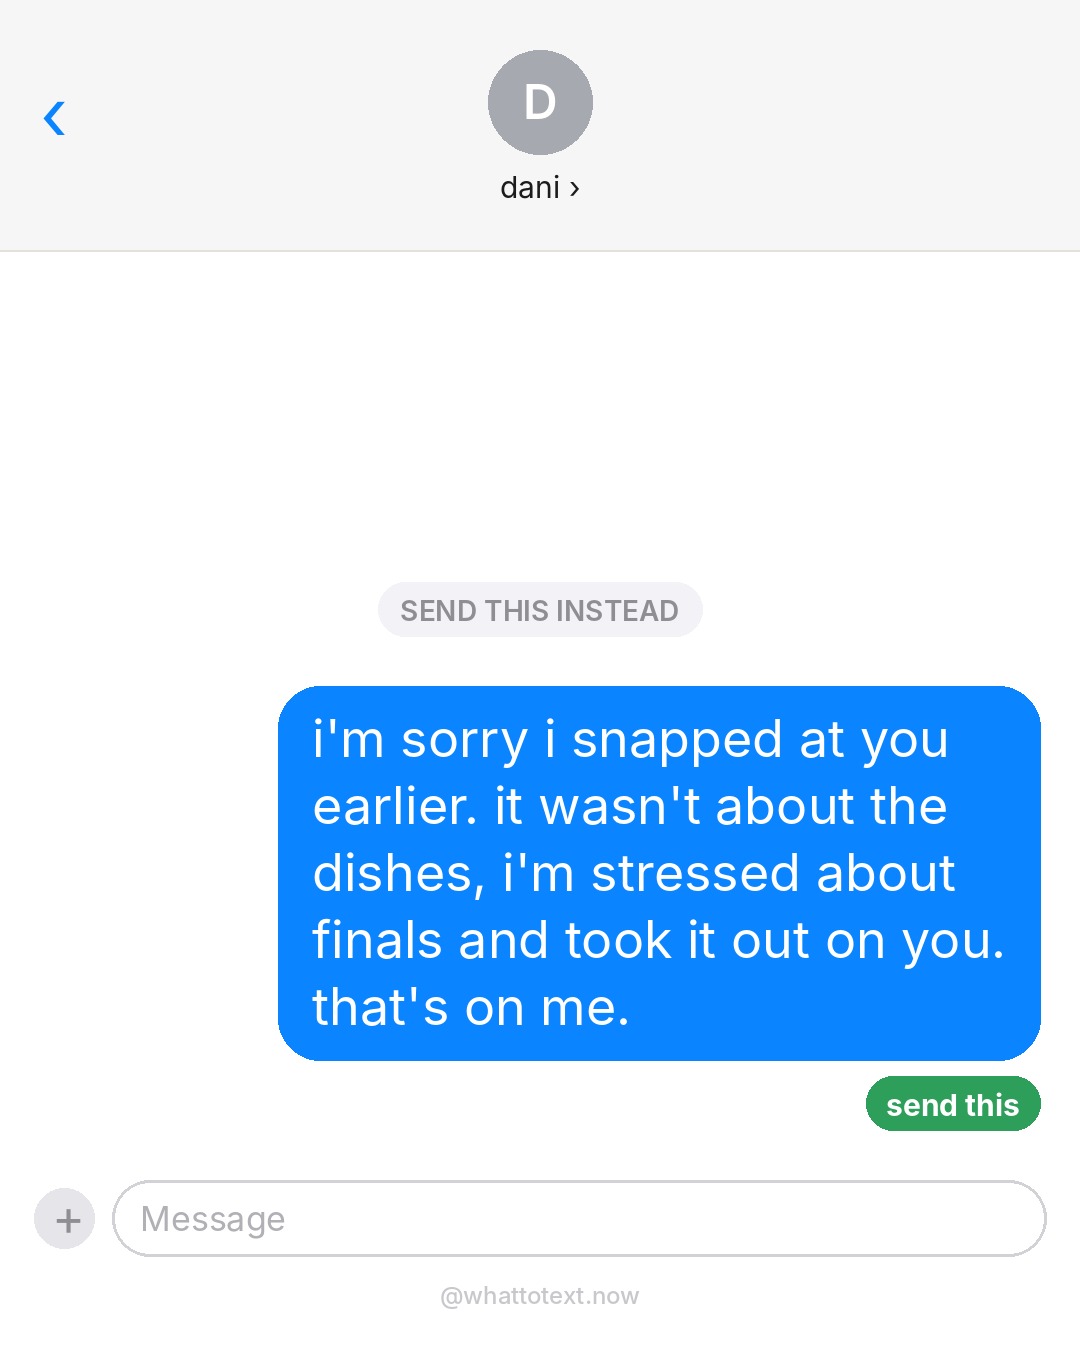 ‹
D
dani ›
SEND THIS INSTEAD
i'm sorry i snapped at you
earlier. it wasn't about the
dishes, i'm stressed about
finals and took it out on you.
that's on me.
send this
+
Message
@whattotext.now